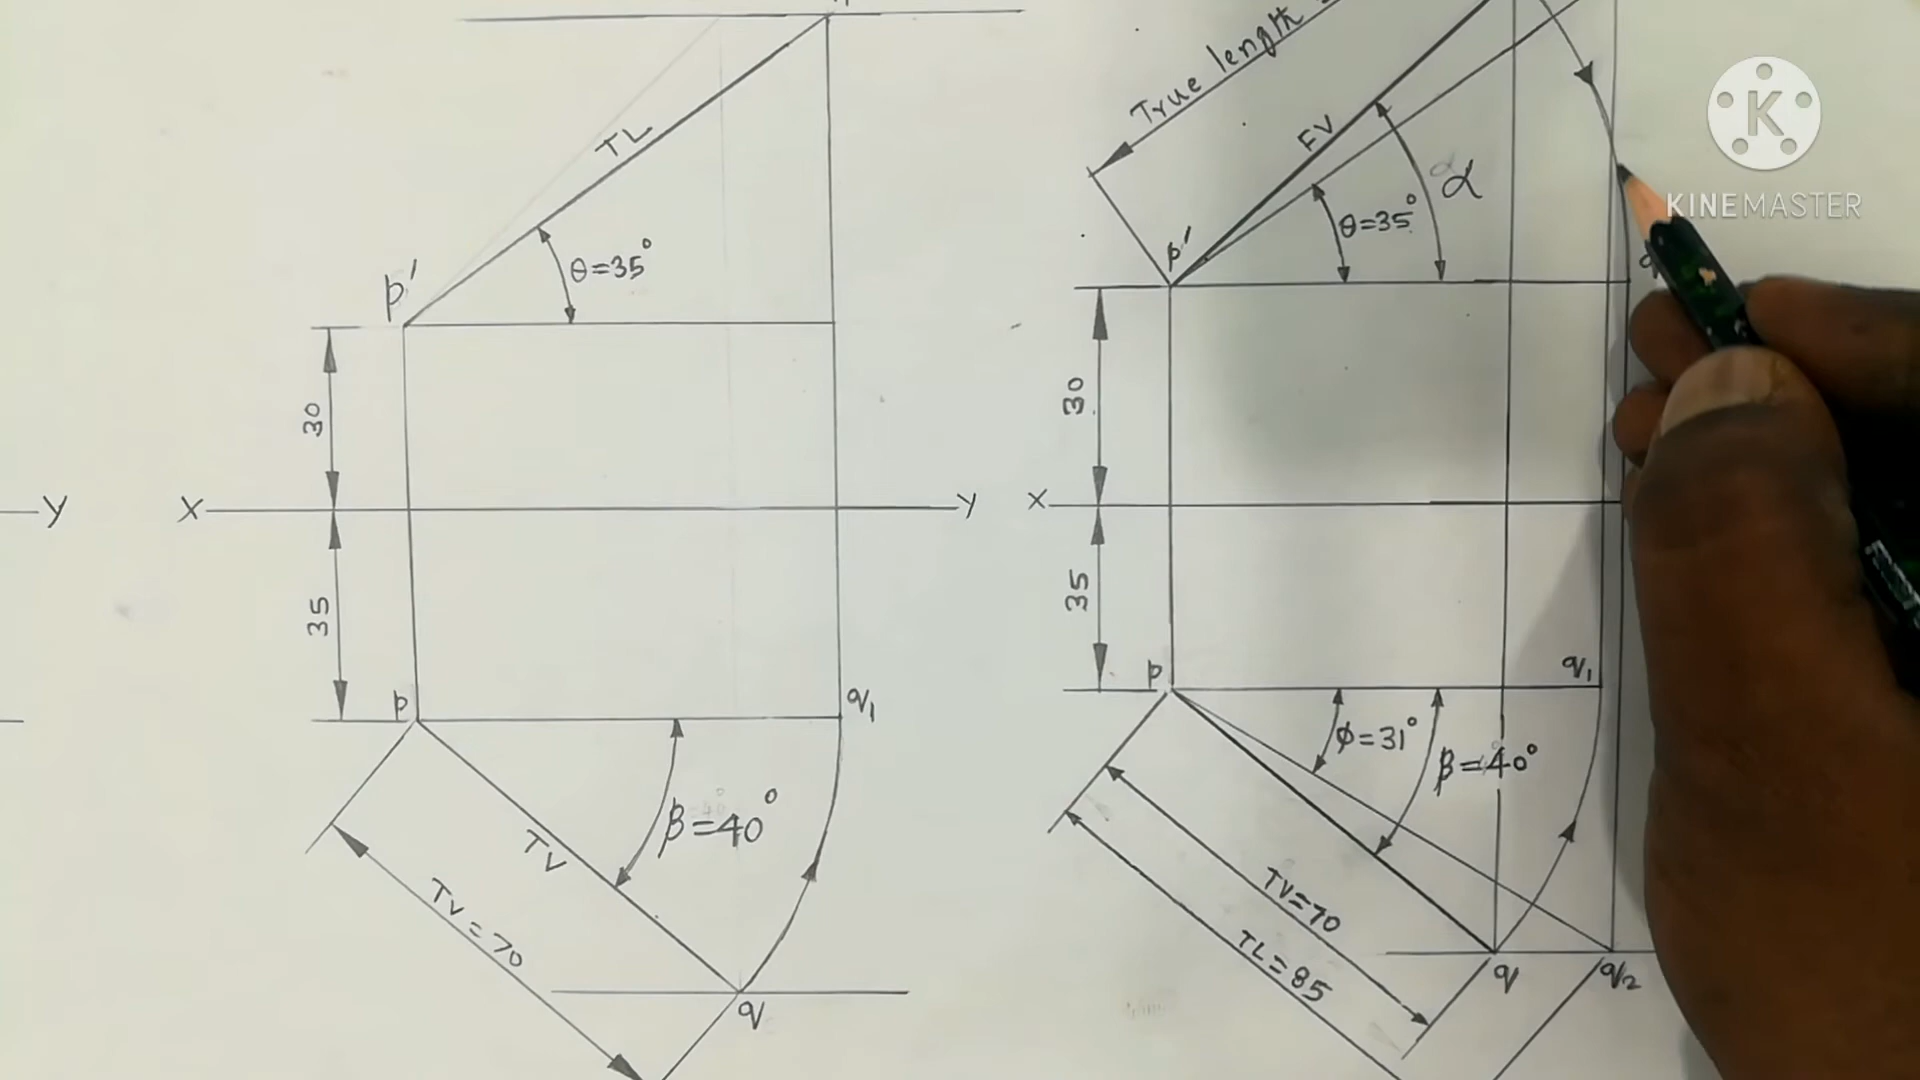 TL
p'
θ=35°
30
X
Y
35
p
q1
β=40°
TV
TV=70
q
Y
True length
FV
α
θ=35°
p'
30
X
35
p
q1
φ=31°
β=40°
TV=70
TL=85
q
q2
K
KINEMASTER